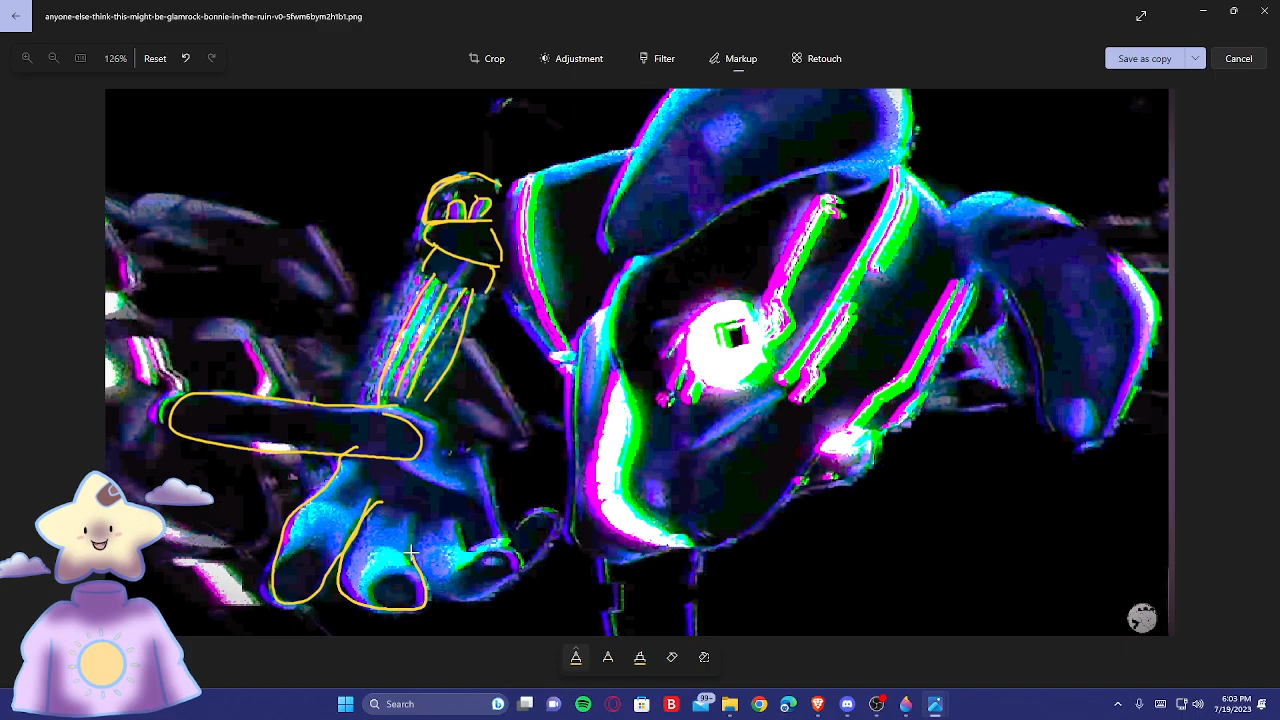 anyone-else-think-this-might-be-glamrock-bonnie-in-the-ruin-v0-5fwm6bym2h1b1.png
126% Reset Crop Adjustment Filter Markup Retouch Save as copy Cancel
Search 99+ 6:03 PM
7/19/2023